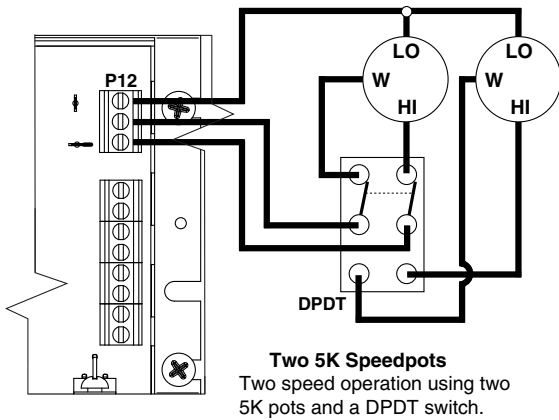 P12
LO
LO
W
W
HI
HI
DPDT
Two 5K Speedpots
Two speed operation using two
5K pots and a DPDT switch.